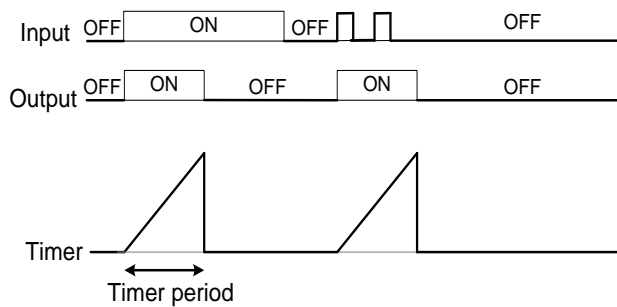 Input OFF ON OFF OFF
Output OFF ON OFF ON OFF
Timer
Timer period